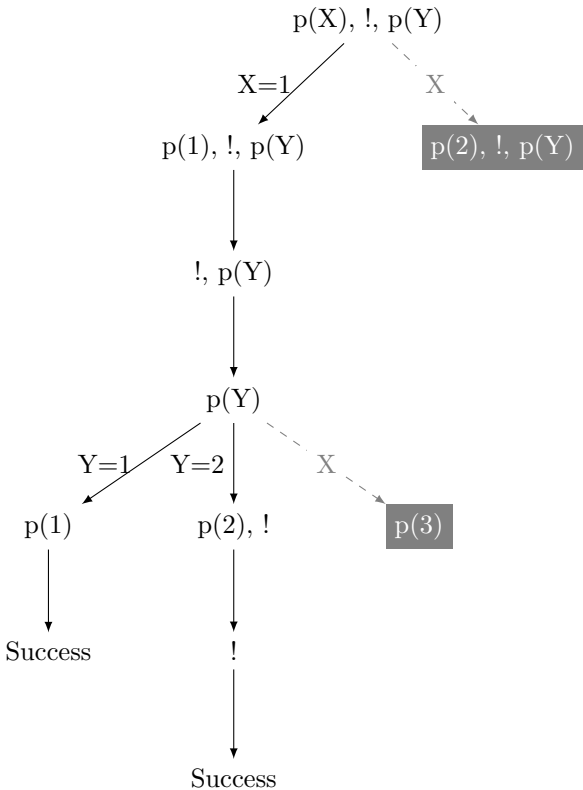 p(X), !, p(Y)
X=1
X
p(1), !, p(Y)
p(2), !, p(Y)
!, p(Y)
p(Y)
Y=1
Y=2
X
p(1)
p(2), !
p(3)
Success
!
Success